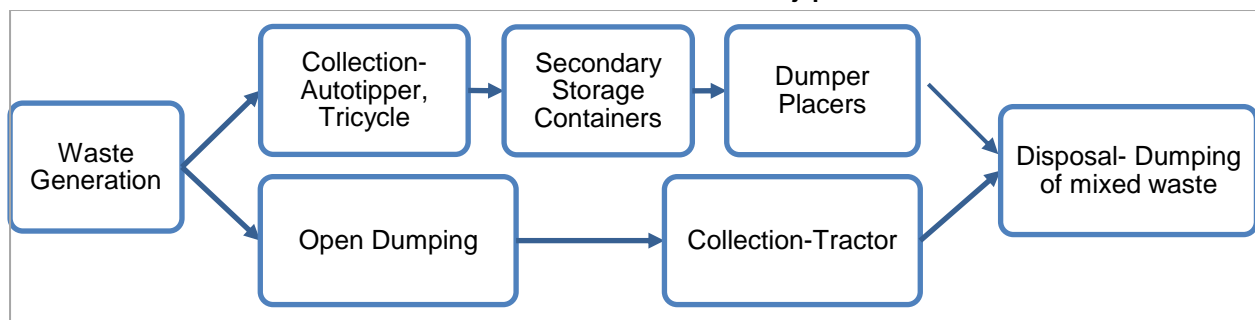 Waste
Generation
Collection-
Autotipper,
Tricycle
Secondary
Storage
Containers
Dumper
Placers
Open Dumping
Collection-Tractor
Disposal- Dumping
of mixed waste